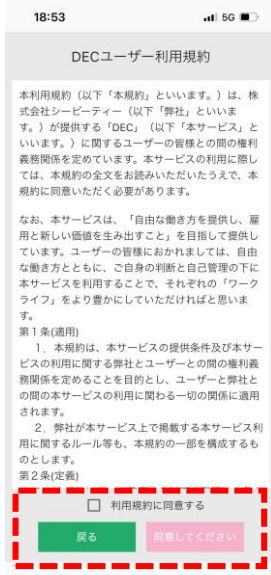 18:53
5G
DECユーザー利用規約
本利用規約（以下「本規約」といいます。）は、株
式会社シービーティー（以下「弊社」といいま
す。）が提供する「DEC」（以下「本サービス」と
いいます。）に関するユーザーの皆様との間の権利
義務関係を定めています。本サービスの利用に際し
ては、本規約の全文をお読みいただいたうえで、本
規約に同意いただく必要があります。
なお、本サービスは、「自由な働き方を提供し、雇
用と新しい価値を生み出すこと」を目指して提供し
ています。ユーザーの皆様におかれましては、自由
な働き方とともに、ご自身の判断と自己管理の下に
本サービスを利用することで、それぞれの「ワーク
ライフ」をより豊かにしていただければと思いま
す。
第１条(適用)
１．本規約は、本サービスの提供条件及び本サー
ビスの利用に関する弊社とユーザーとの間の権利義
務関係を定めることを目的とし、ユーザーと弊社と
の間の本サービスの利用に関わる一切の関係に適用
されます。
２．弊社が本サービス上で掲載する本サービス利
用に関するルール等も、本規約の一部を構成するも
のとします。
第２条(定義)
利用規約に同意する
戻る
同意してください